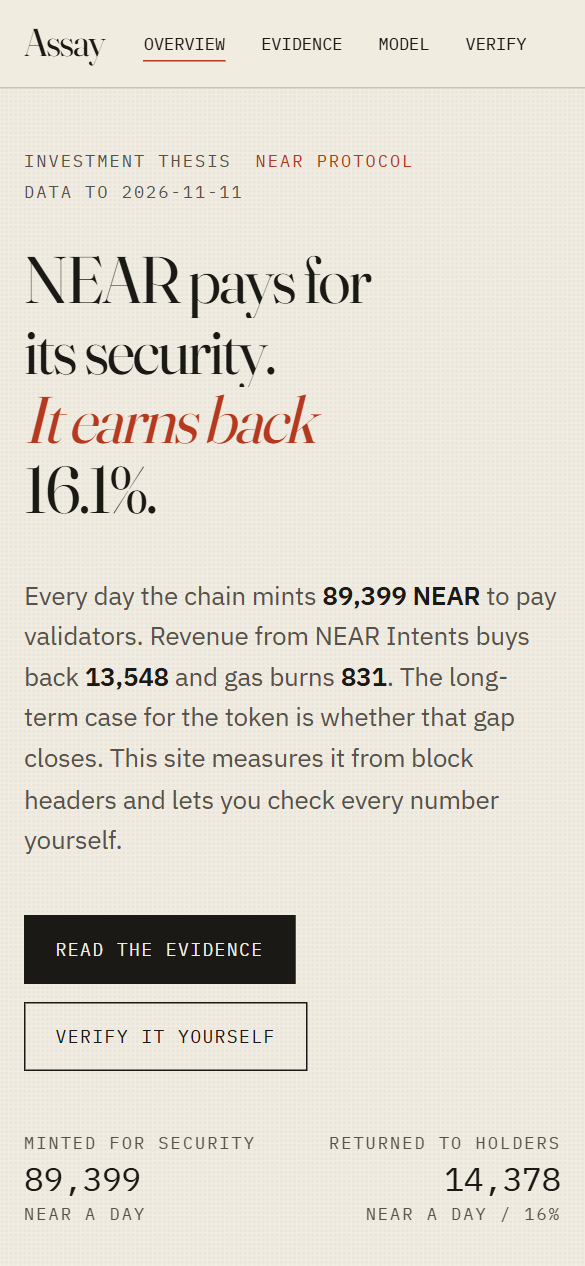 Assay OVERVIEW EVIDENCE MODEL VERIFY
INVESTMENT THESIS NEAR PROTOCOL
DATA TO 2026-11-11
NEAR pays for
its security.
It earns back
16.1%.
Every day the chain mints 89,399 NEAR to pay
validators. Revenue from NEAR Intents buys
back 13,548 and gas burns 831. The long-
term case for the token is whether that gap
closes. This site measures it from block
headers and lets you check every number
yourself.
READ THE EVIDENCE
VERIFY IT YOURSELF
MINTED FOR SECURITY RETURNED TO HOLDERS
89,399 14,378
NEAR A DAY NEAR A DAY / 16%